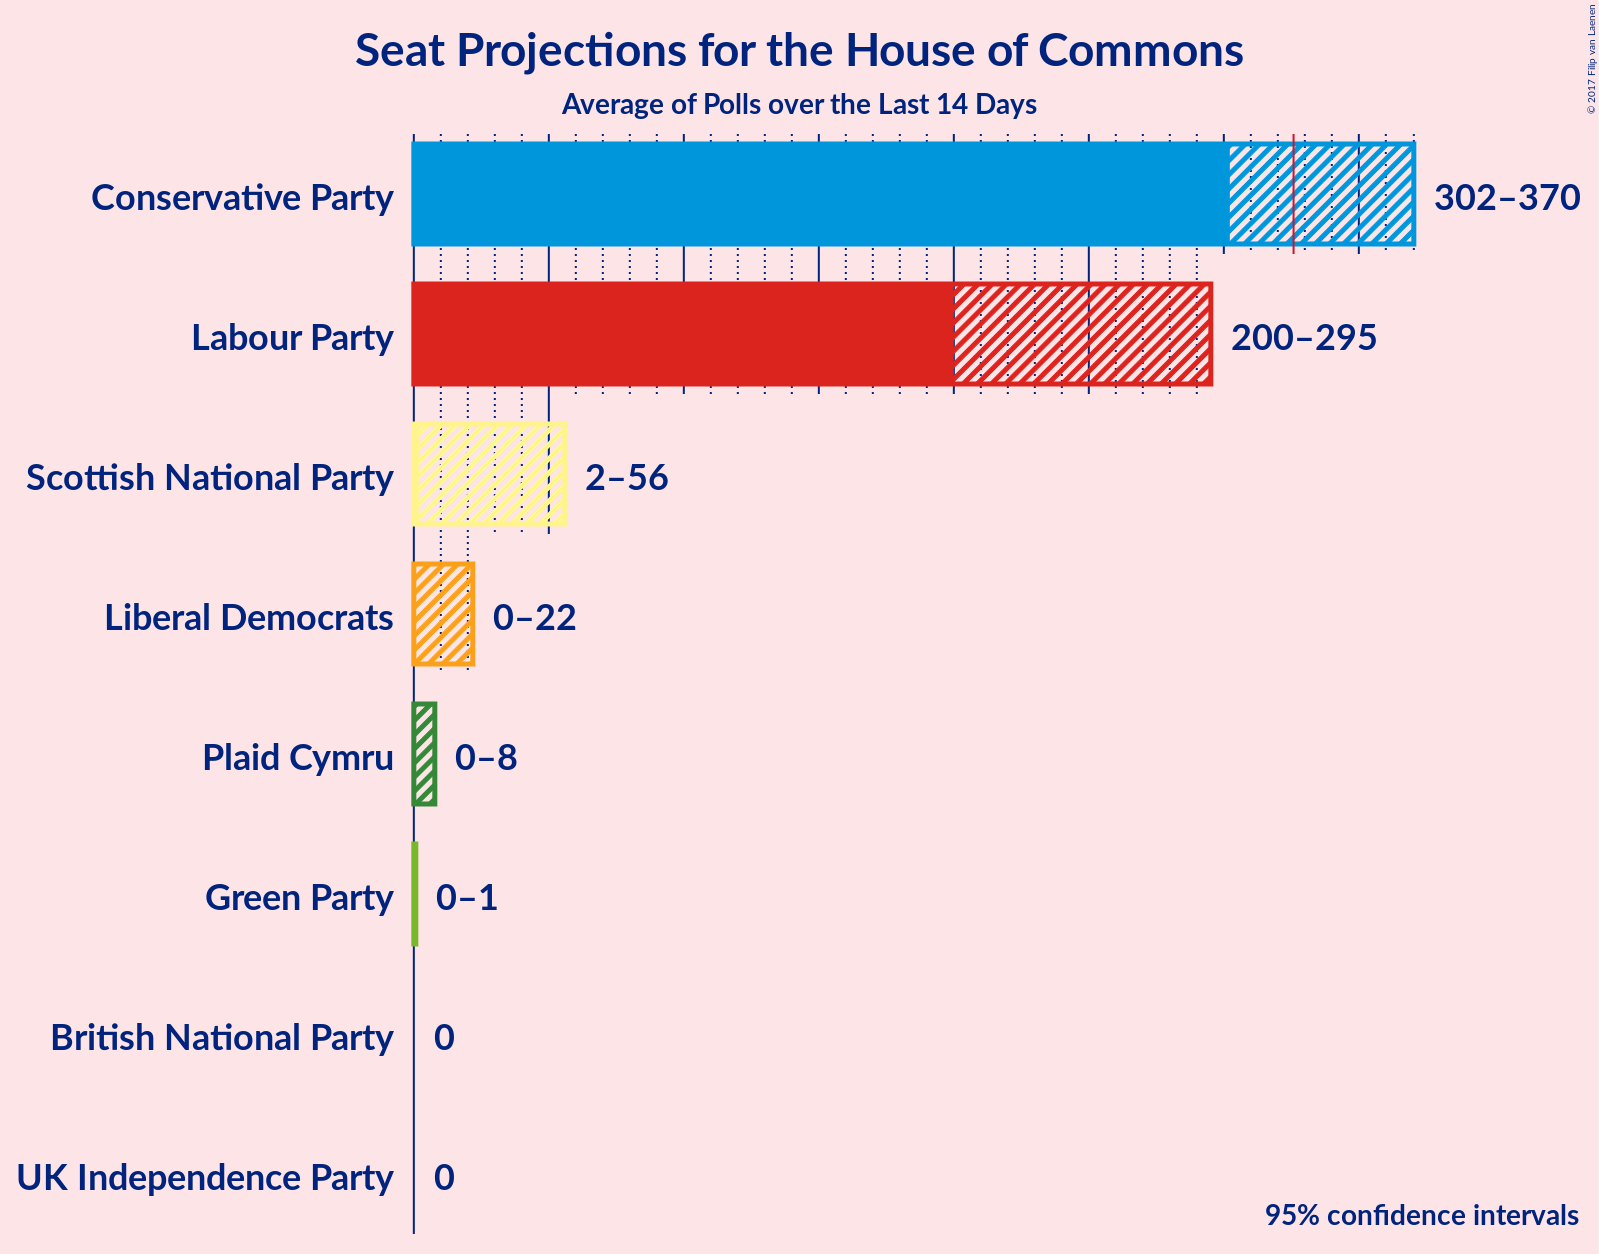 Seat Projections for the House of Commons
Average of Polls over the Last 14 Days
© 2017 Filip van Laenen
Conservative Party 302–370
Labour Party 200–295
Scottish National Party 2–56
Liberal Democrats 0–22
Plaid Cymru 0–8
Green Party 0–1
British National Party 0
UK Independence Party 0
95% confidence intervals